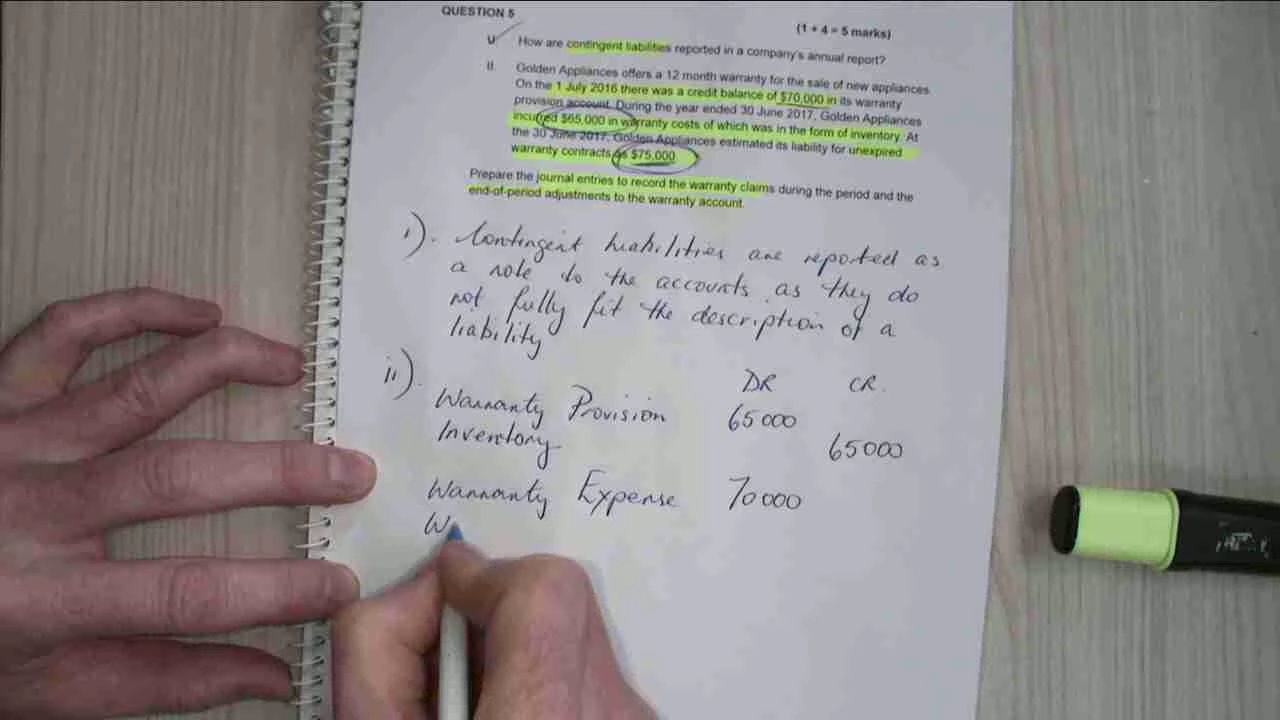 QUESTION 5
(1 + 4 = 5 marks)
How are contingent liabilities reported in a company's annual report?
II. Golden Appliances offers a 12 month warranty for the sale of new appliances.
On the 1 July 2016 there was a credit balance of $70,000 in its warranty
provision account. During the year ended 30 June 2017, Golden Appliances
incurred $65,000 in warranty costs of which was in the form of inventory. At
the 30 June 2017, Golden Appliances estimated its liability for unexpired
warranty contracts as $75,000
Prepare the journal entries to record the warranty claims during the period and the
end-of-period adjustments to the warranty account.
i). Contingent liabilities are reported as
a note to the accounts as they do
not fully fit the description of a
liability
ii). DR CR.
Warranty Provision 65000
Inventory 65000
Warranty Expense 70000
W